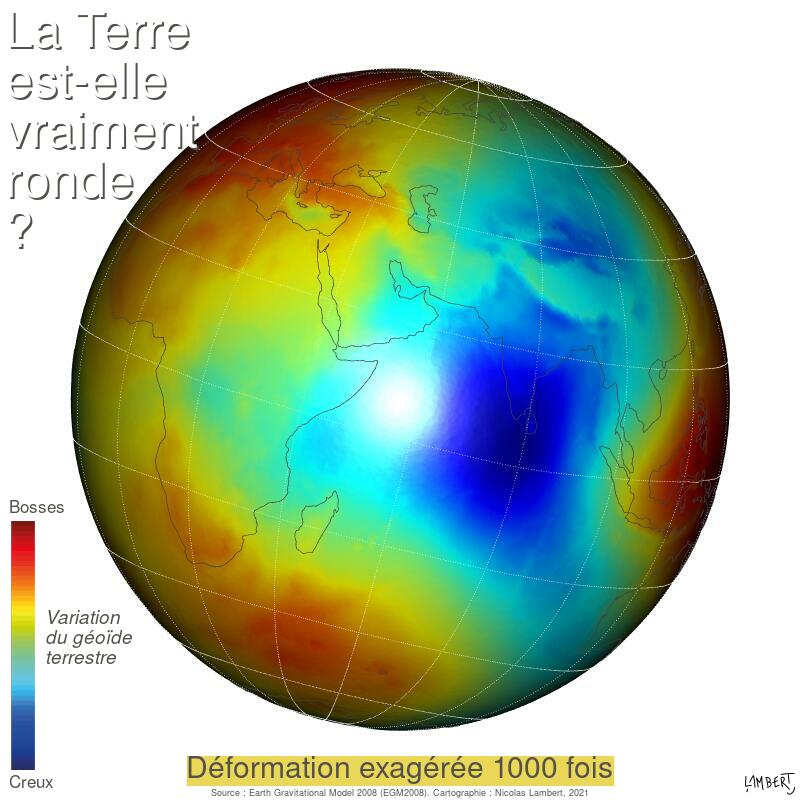 La Terre
est-elle
vraiment
ronde
?
Bosses
Variation
du géoïde
terrestre
Creux
Déformation exagérée 1000 fois
Source : Earth Gravitational Model 2008 (EGM2008). Cartographie : Nicolas Lambert, 2021
LAMBERT